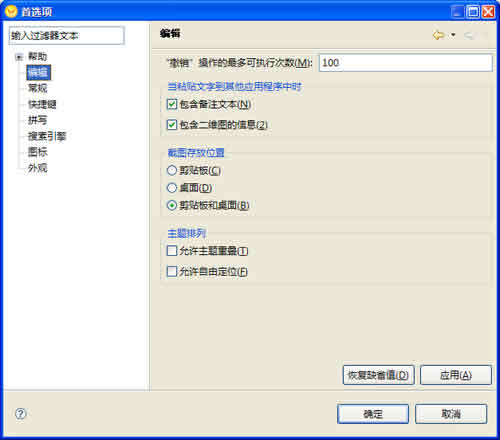 首选项
输入过滤器文本
帮助
编辑
常规
快捷键
拼写
搜索引擎
图标
外观
编辑
“撤销”操作的最多可执行次数(M): 100
当粘贴文字到其他应用程序中时
包含备注文本(N)
包含二维图的信息(2)
截图存放位置
剪贴板(C)
桌面(D)
剪贴板和桌面(B)
主题排列
允许主题重叠(T)
允许自由定位(F)
恢复缺省值(D) 应用(A)
确定 取消